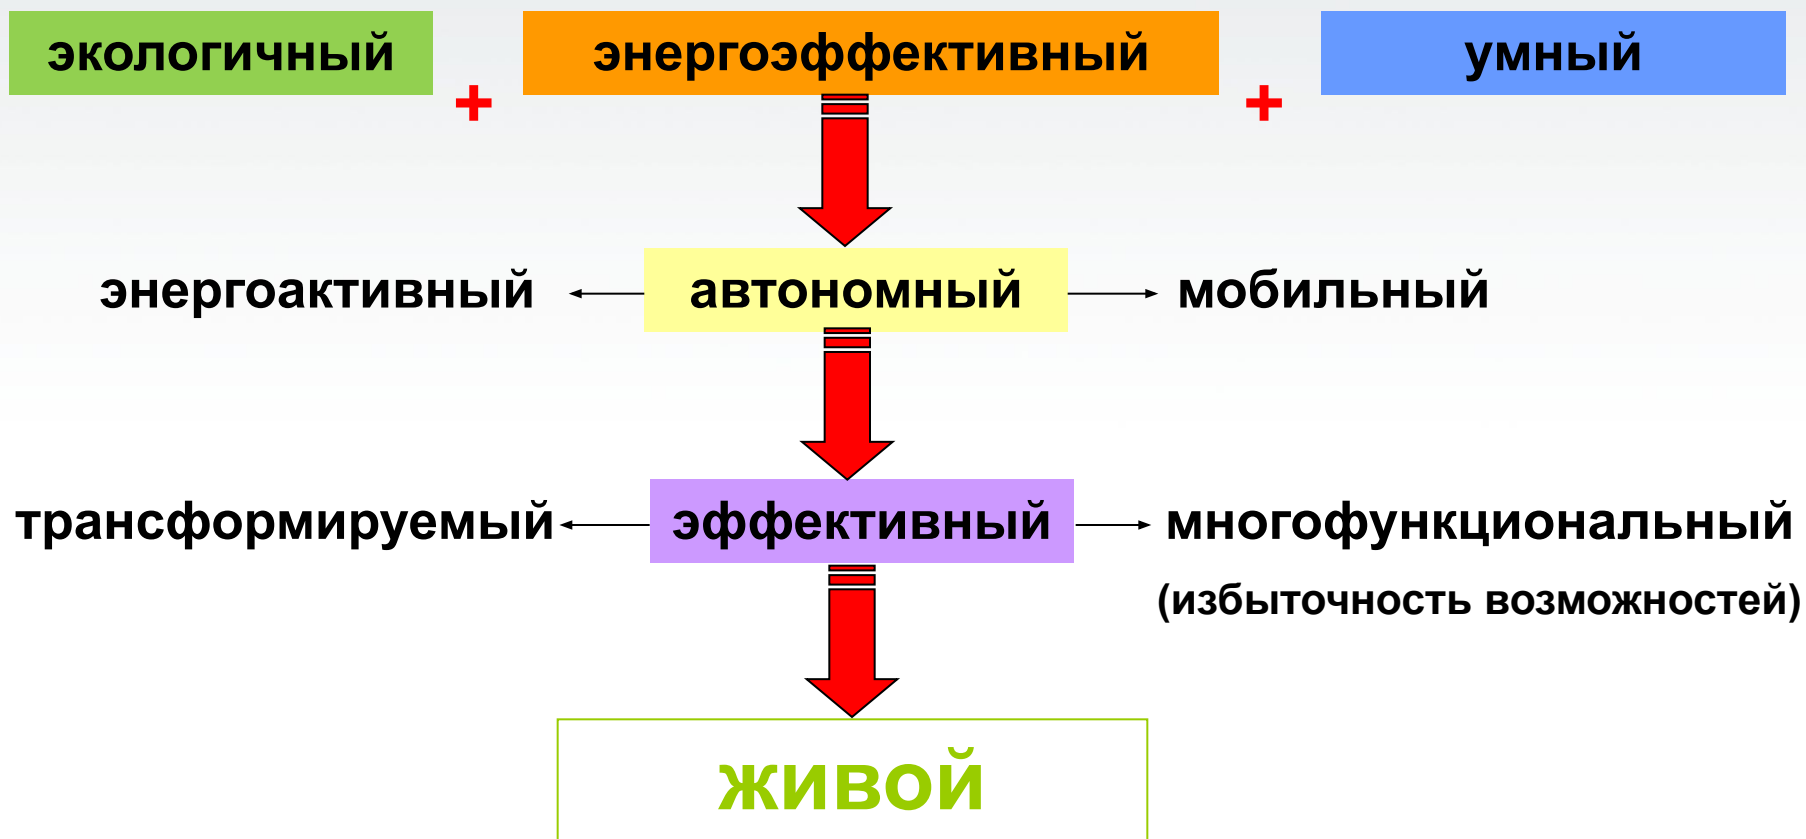 экологичный
+
энергоэффективный
+
умный
энергоактивный
автономный
мобильный
трансформируемый
эффективный
многофункциональный
(избыточность возможностей)
живой